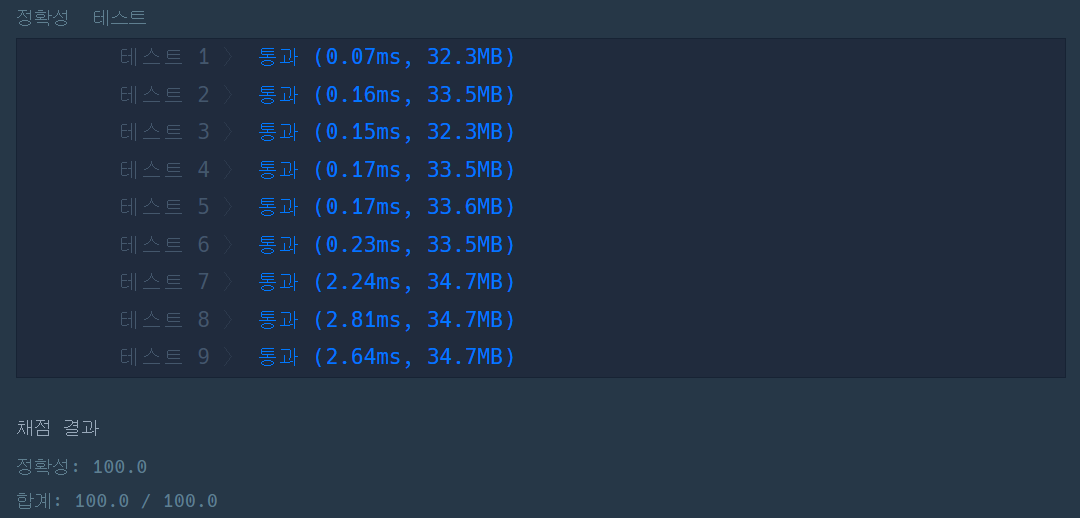 정확성 테스트
테스트 1 〉 통과 (0.07ms, 32.3MB)
테스트 2 〉 통과 (0.16ms, 33.5MB)
테스트 3 〉 통과 (0.15ms, 32.3MB)
테스트 4 〉 통과 (0.17ms, 33.5MB)
테스트 5 〉 통과 (0.17ms, 33.6MB)
테스트 6 〉 통과 (0.23ms, 33.5MB)
테스트 7 〉 통과 (2.24ms, 34.7MB)
테스트 8 〉 통과 (2.81ms, 34.7MB)
테스트 9 〉 통과 (2.64ms, 34.7MB)
채점 결과
정확성: 100.0
합계: 100.0 / 100.0